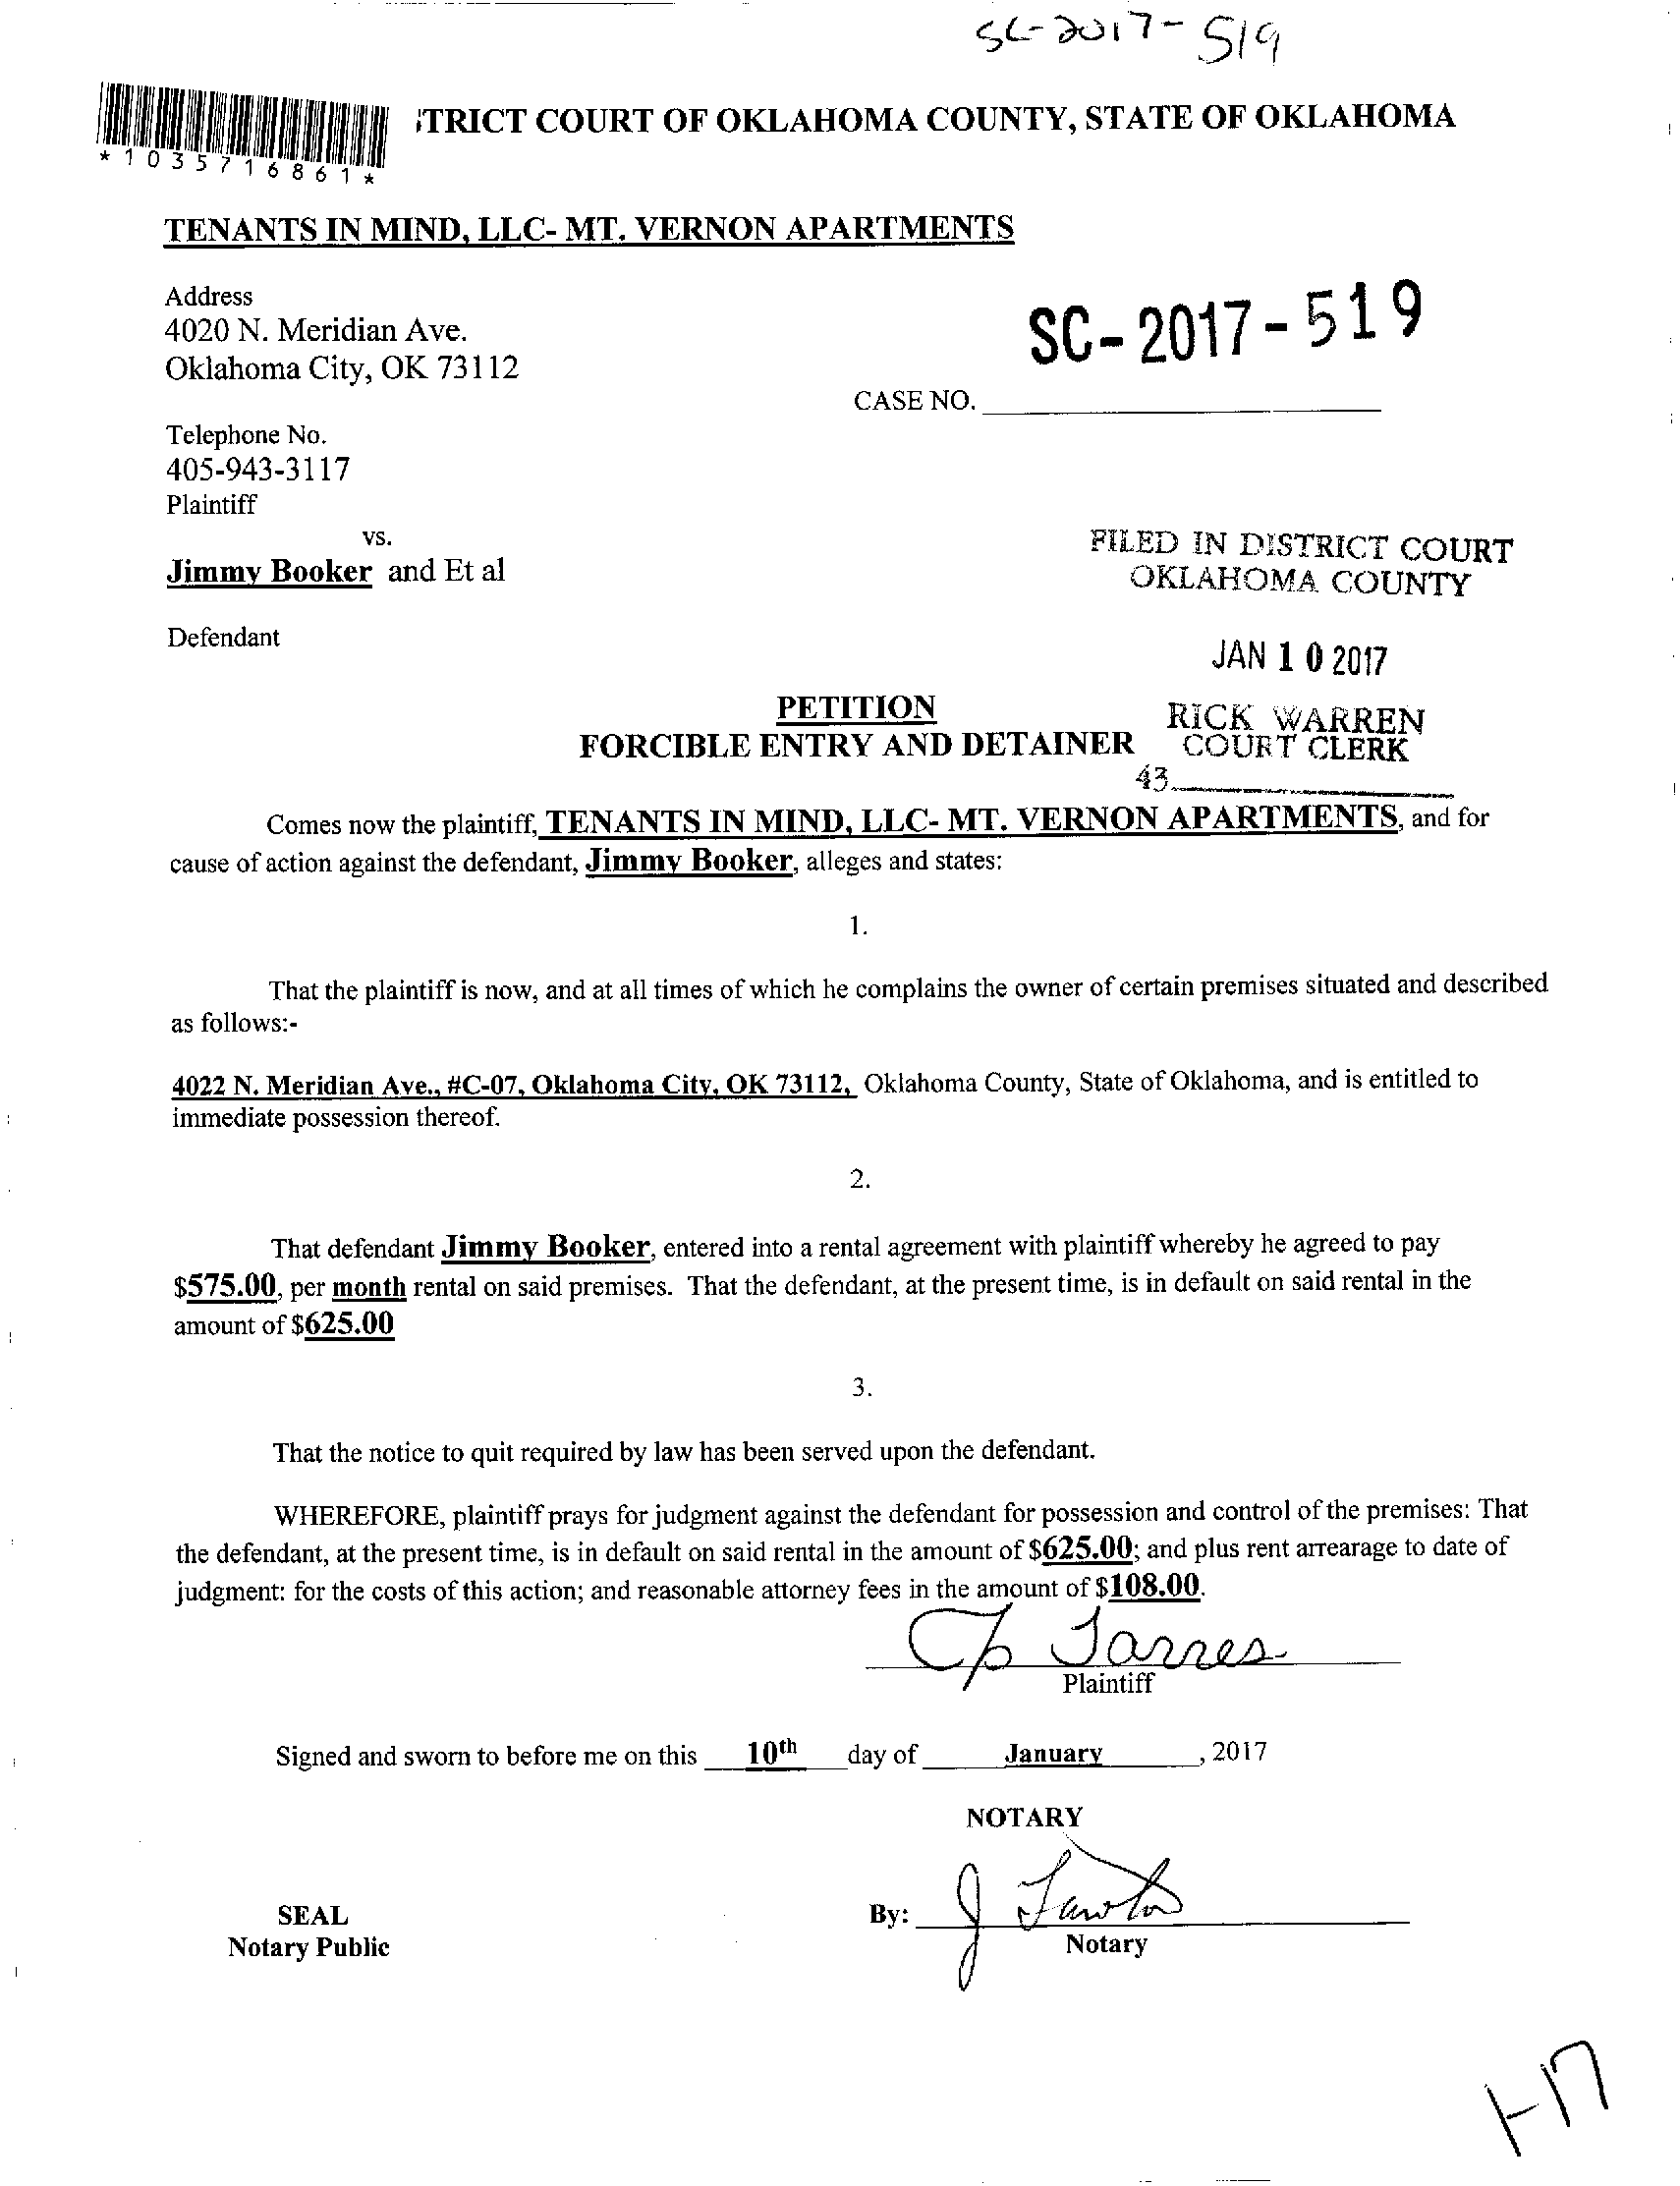 SC-2017-519
TRICT COURT OF OKLAHOMA COUNTY, STATE OF OKLAHOMA
*1035716861*
TENANTS IN MIND, LLC- MT. VERNON APARTMENTS
Address
4020 N. Meridian Ave.
Oklahoma City, OK 73112
SC-2017-519
CASE NO.
Telephone No.
405-943-3117
Plaintiff
vs.
Jimmy Booker and Et al
FILED IN DISTRICT COURT
OKLAHOMA COUNTY
Defendant
JAN 10 2017
PETITION
RICK WARREN
FORCIBLE ENTRY AND DETAINER
COURT CLERK
43
Comes now the plaintiff, TENANTS IN MIND, LLC- MT. VERNON APARTMENTS, and for
cause of action against the defendant, Jimmy Booker, alleges and states:
1.
That the plaintiff is now, and at all times of which he complains the owner of certain premises situated and described
as follows:-
4022 N. Meridian Ave., #C-07, Oklahoma City, OK 73112, Oklahoma County, State of Oklahoma, and is entitled to
immediate possession thereof.
2.
That defendant Jimmy Booker, entered into a rental agreement with plaintiff whereby he agreed to pay
$575.00, per month rental on said premises. That the defendant, at the present time, is in default on said rental in the
amount of $625.00
3.
That the notice to quit required by law has been served upon the defendant.
WHEREFORE, plaintiff prays for judgment against the defendant for possession and control of the premises: That
the defendant, at the present time, is in default on said rental in the amount of $625.00; and plus rent arrearage to date of
judgment: for the costs of this action; and reasonable attorney fees in the amount of $108.00.
Plaintiff
Signed and sworn to before me on this 10th day of January, 2017
NOTARY
SEAL
By:
Notary Public
Notary